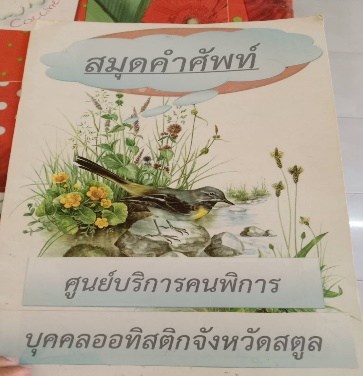 สมุดคำศัพท์
ศูนย์บริการคนพิการ
บุคคลออทิสติกจังหวัดสตูล